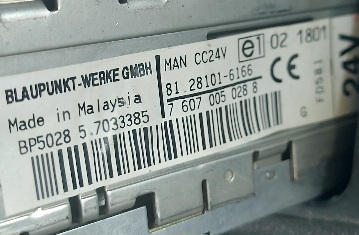 BLAUPUNKT-WERKE GMBH
Made in Malaysia
BP5028 5.7033385
MAN CC24V
81.28101-6166
7 607 005 028 8
e1 02 1801
CE
G F0581
24V